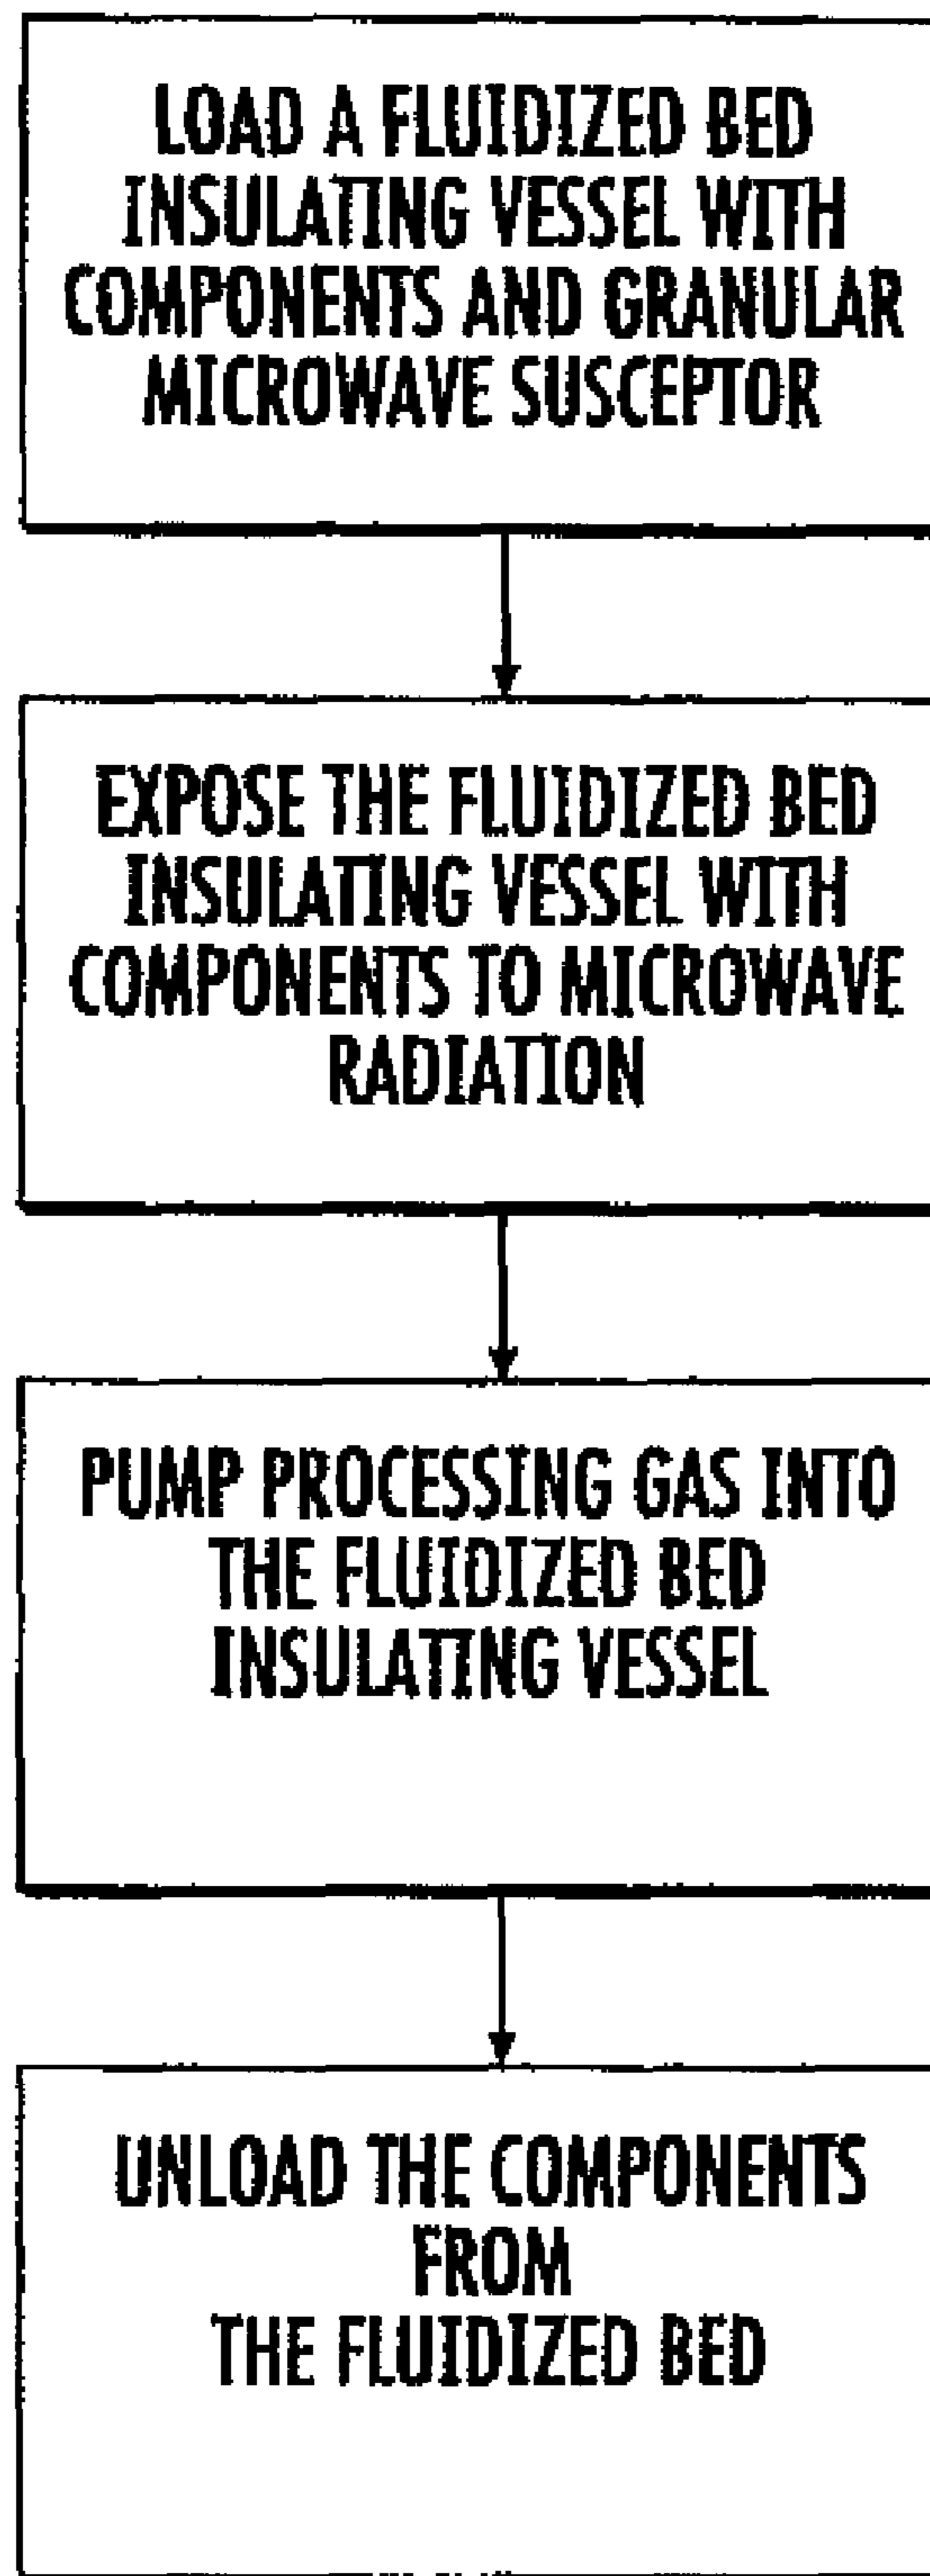 LOAD A FLUIDIZED BED
INSULATING VESSEL WITH
COMPONENTS AND GRANULAR
MICROWAVE SUSCEPTOR
EXPOSE THE FLUIDIZED BED
INSULATING VESSEL WITH
COMPONENTS TO MICROWAVE
RADIATION
PUMP PROCESSING GAS INTO
THE FLUIDIZED BED
INSULATING VESSEL
UNLOAD THE COMPONENTS
FROM
THE FLUIDIZED BED